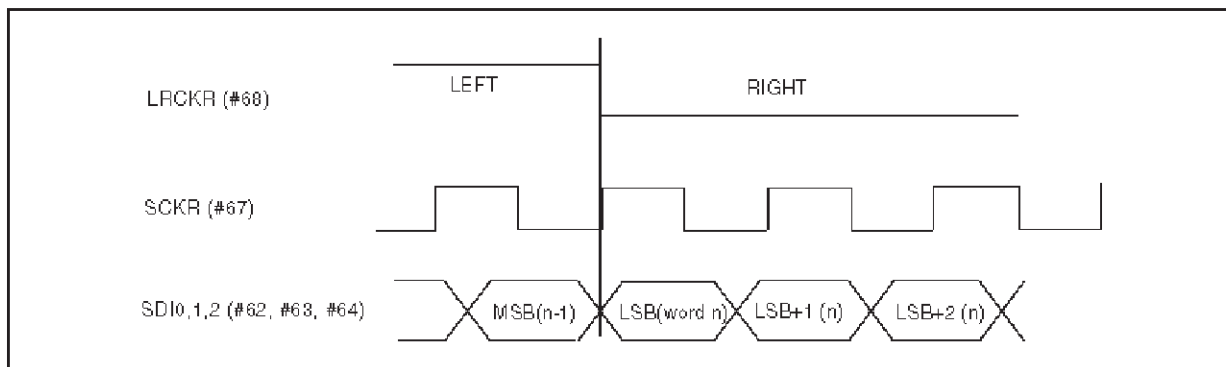 LEFT
RIGHT
LRCKR (#68)
SCKR (#67)
SDI0,1,2 (#62, #63, #64)
MSB(n-1)
LSB(word n)
LSB+1 (n)
LSB+2 (n)